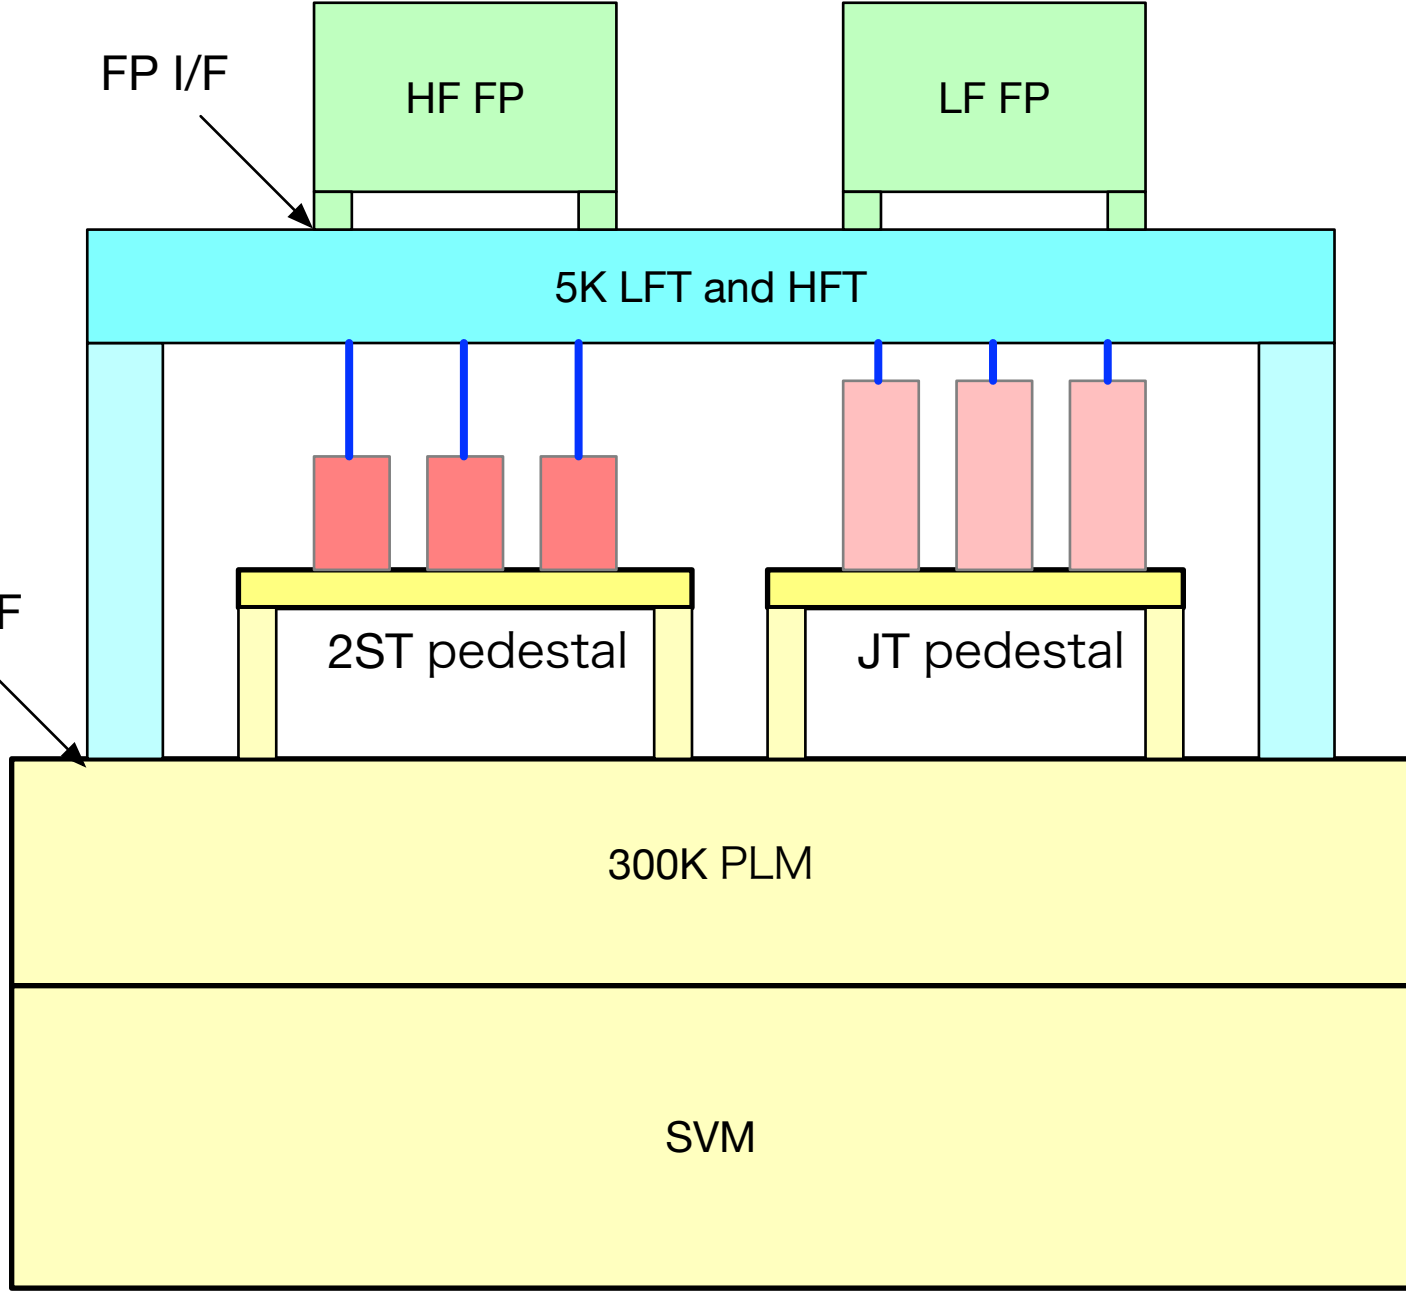 FP I/F
HF FP
LF FP
5K LFT and HFT
F
2ST pedestal
JT pedestal
300K PLM
SVM